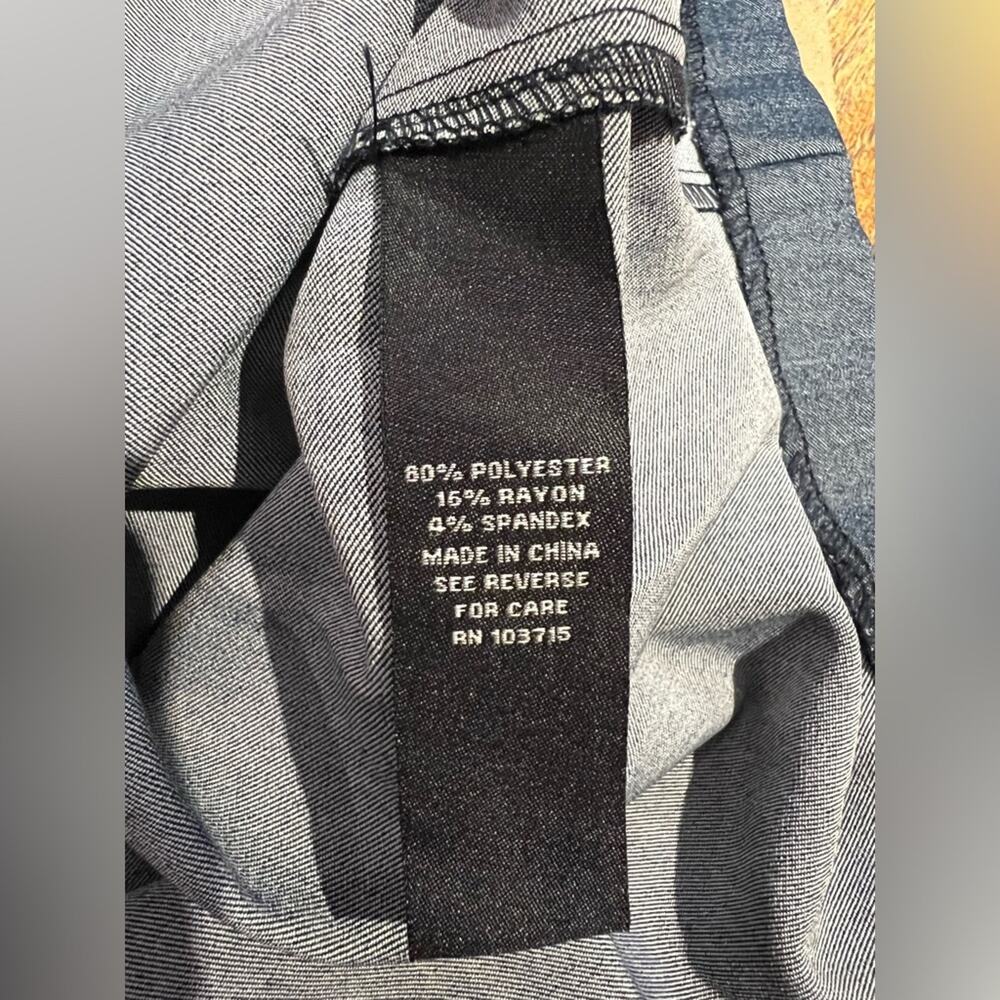 80% POLYESTER
16% RAYON
4% SPANDEX
MADE IN CHINA
SEE REVERSE
FOR CARE
RN 103715